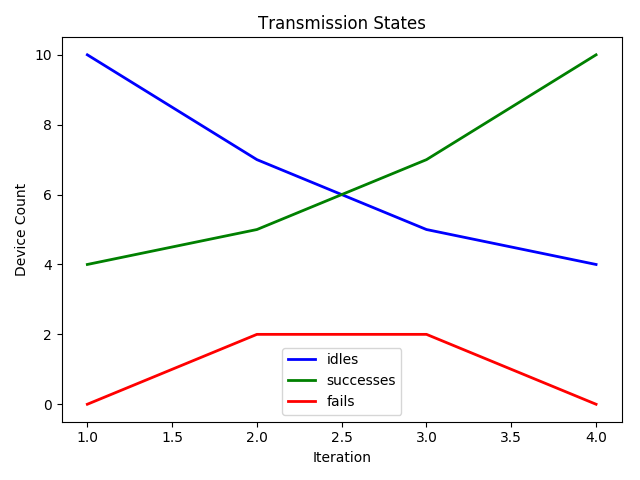 Transmission States
10
8
6
4
2
0
Device Count
idles
successes
fails
1.0 1.5 2.0 2.5 3.0 3.5 4.0
Iteration